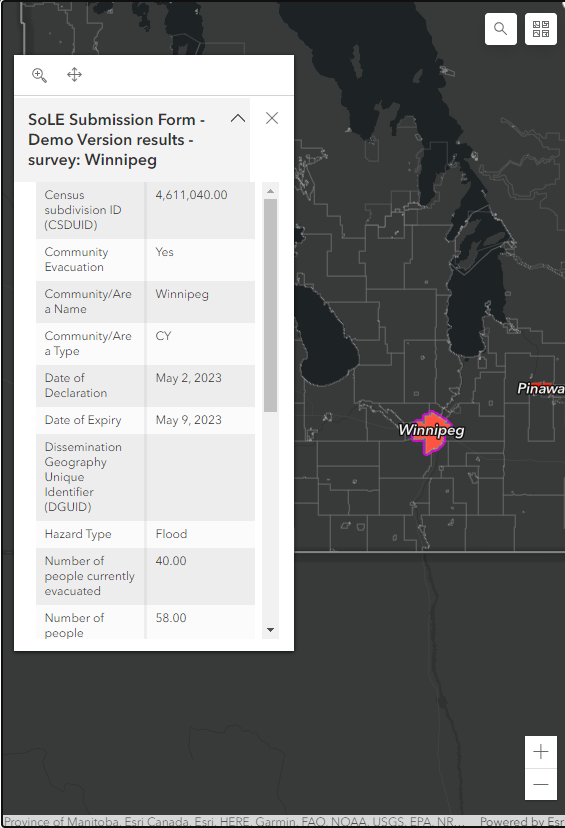 SoLE Submission Form -
Demo Version results -
survey: Winnipeg
Census
subdivision ID
(CSDUID)
4,611,040.00
Community
Evacuation
Yes
Community/Are
a Name
Winnipeg
Community/Are
a Type
CY
Date of
Declaration
May 2, 2023
Date of Expiry
May 9, 2023
Dissemination
Geography
Unique
Identifier
(DGUID)
Hazard Type
Flood
Number of
people currently
evacuated
40.00
Number of
people
58.00
Pinawa
Winnipeg
Province of Manitoba, Esri Canada, Esri, HERE, Garmin, FAO, NOAA, USGS, EPA, NR...
Powered by Esri